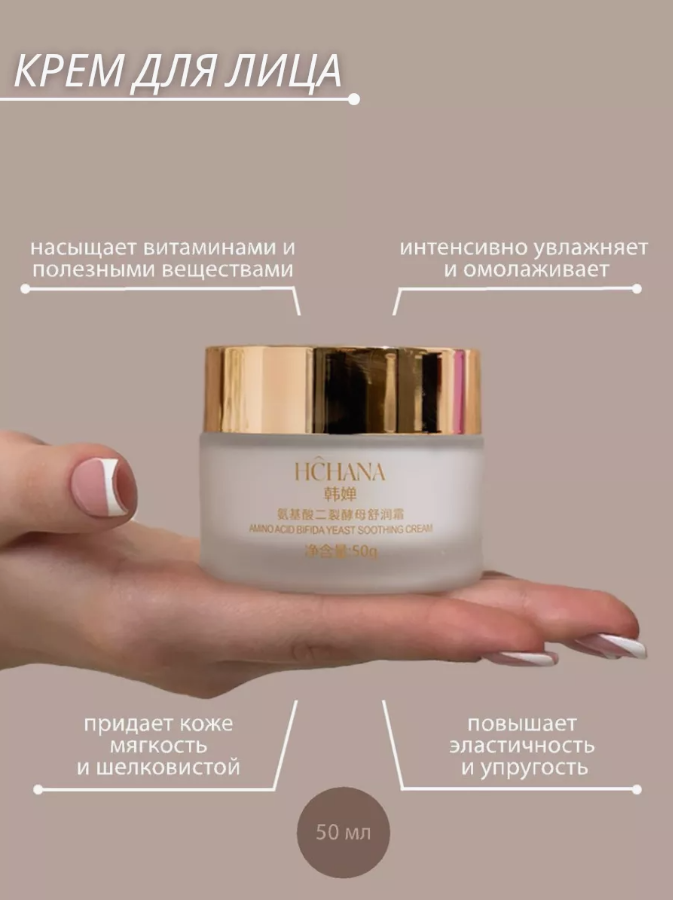 КРЕМ ДЛЯ ЛИЦА
насыщает витаминами и
полезными веществами
интенсивно увлажняет
и омолаживает
HĈHANA
韩婵
氨基酸二裂酵母舒润霜
AMINO ACID BIFIDA YEAST SOOTHING CREAM
净含量:50g
придает коже
мягкость
и шелковистой
повышает
эластичность
и упругость
50 мл